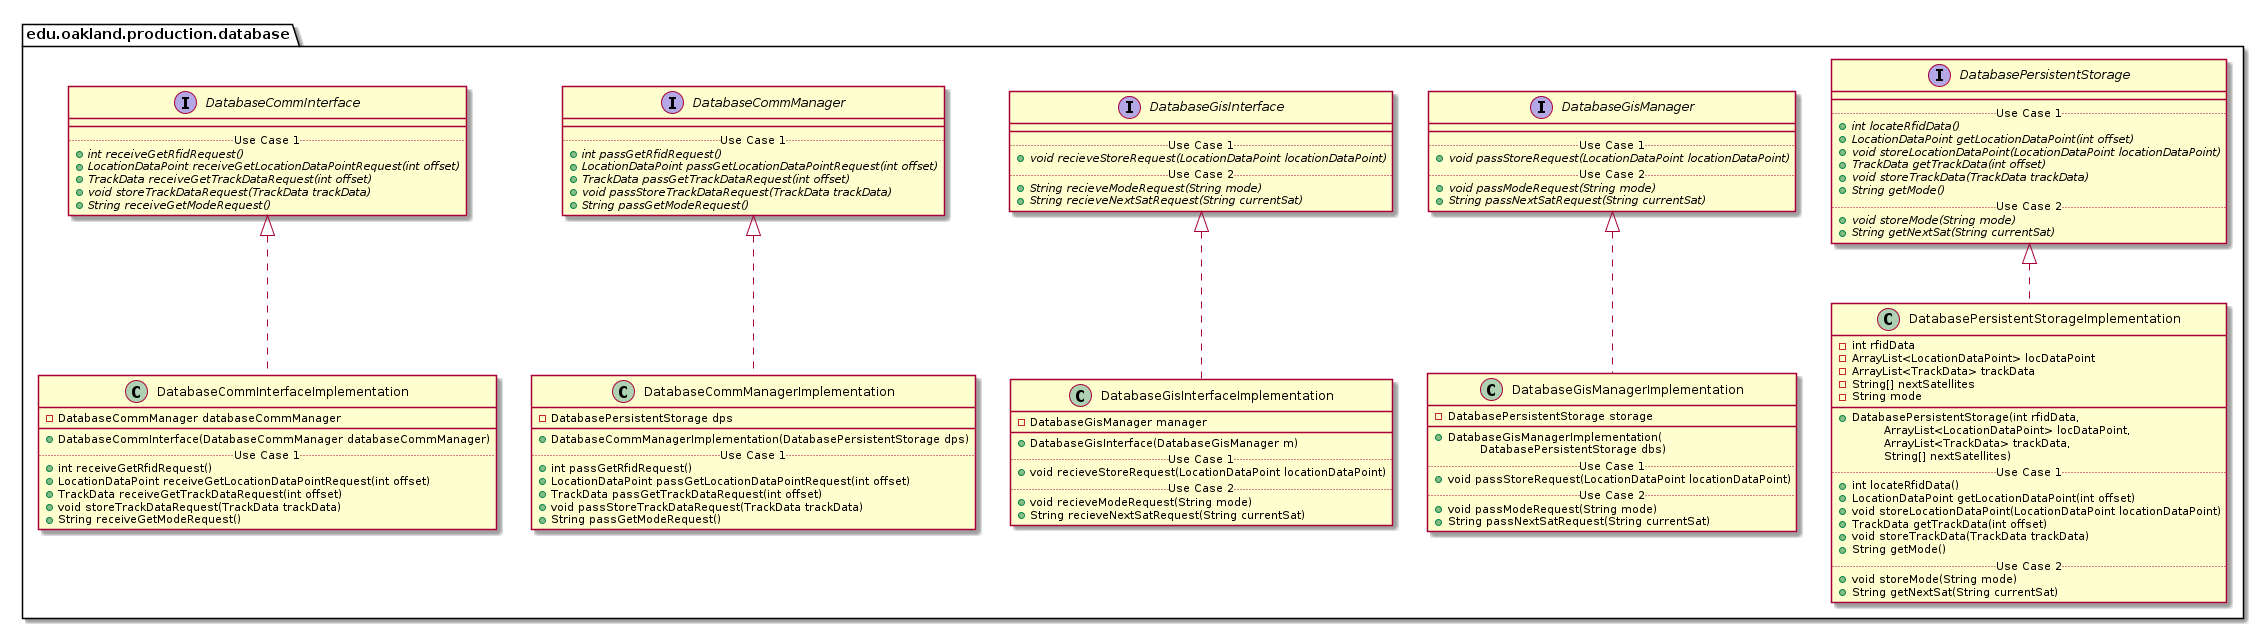 edu.oakland.production.database
I DatabaseCommInterface
Use Case 1
int receiveGetRfidRequest()
LocationDataPoint receiveGetLocationDataPointRequest(int offset)
TrackData receiveGetTrackDataRequest(int offset)
void storeTrackDataRequest(TrackData trackData)
String receiveGetModeRequest()
I DatabaseCommManager
Use Case 1
int passGetRfidRequest()
LocationDataPoint passGetLocationDataPointRequest(int offset)
TrackData passGetTrackDataRequest(int offset)
void passStoreTrackDataRequest(TrackData trackData)
String passGetModeRequest()
I DatabaseGisInterface
Use Case 1
void recieveStoreRequest(LocationDataPoint locationDataPoint)
Use Case 2
String recieveModeRequest(String mode)
String recieveNextSatRequest(String currentSat)
I DatabaseGisManager
Use Case 1
void passStoreRequest(LocationDataPoint locationDataPoint)
Use Case 2
void passModeRequest(String mode)
String passNextSatRequest(String currentSat)
I DatabasePersistentStorage
Use Case 1
int locateRfidData()
LocationDataPoint getLocationDataPoint(int offset)
void storeLocationDataPoint(LocationDataPoint locationDataPoint)
TrackData getTrackData(int offset)
void storeTrackData(TrackData trackData)
String getMode()
Use Case 2
void storeMode(String mode)
String getNextSat(String currentSat)
C DatabaseCommInterfaceImplementation
DatabaseCommManager databaseCommManager
DatabaseCommInterface(DatabaseCommManager databaseCommManager)
Use Case 1
int receiveGetRfidRequest()
LocationDataPoint receiveGetLocationDataPointRequest(int offset)
TrackData receiveGetTrackDataRequest(int offset)
void storeTrackDataRequest(TrackData trackData)
String receiveGetModeRequest()
C DatabaseCommManagerImplementation
DatabasePersistentStorage dps
DatabaseCommManagerImplementation(DatabasePersistentStorage dps)
Use Case 1
int passGetRfidRequest()
LocationDataPoint passGetLocationDataPointRequest(int offset)
TrackData passGetTrackDataRequest(int offset)
void passStoreTrackDataRequest(TrackData trackData)
String passGetModeRequest()
C DatabaseGisInterfaceImplementation
DatabaseGisManager manager
DatabaseGisInterface(DatabaseGisManager m)
Use Case 1
void recieveStoreRequest(LocationDataPoint locationDataPoint)
Use Case 2
void recieveModeRequest(String mode)
String recieveNextSatRequest(String currentSat)
C DatabaseGisManagerImplementation
DatabasePersistentStorage storage
DatabaseGisManagerImplementation(
DatabasePersistentStorage dbs)
Use Case 1
void passStoreRequest(LocationDataPoint locationDataPoint)
Use Case 2
void passModeRequest(String mode)
String passNextSatRequest(String currentSat)
C DatabasePersistentStorageImplementation
int rfidData
ArrayList<LocationDataPoint> locDataPoint
ArrayList<TrackData> trackData
String[] nextSatellites
String mode
DatabasePersistentStorage(int rfidData,
ArrayList<LocationDataPoint> locDataPoint,
ArrayList<TrackData> trackData,
String[] nextSatellites)
Use Case 1
int locateRfidData()
LocationDataPoint getLocationDataPoint(int offset)
void storeLocationDataPoint(LocationDataPoint locationDataPoint)
TrackData getTrackData(int offset)
void storeTrackData(TrackData trackData)
String getMode()
Use Case 2
void storeMode(String mode)
String getNextSat(String currentSat)